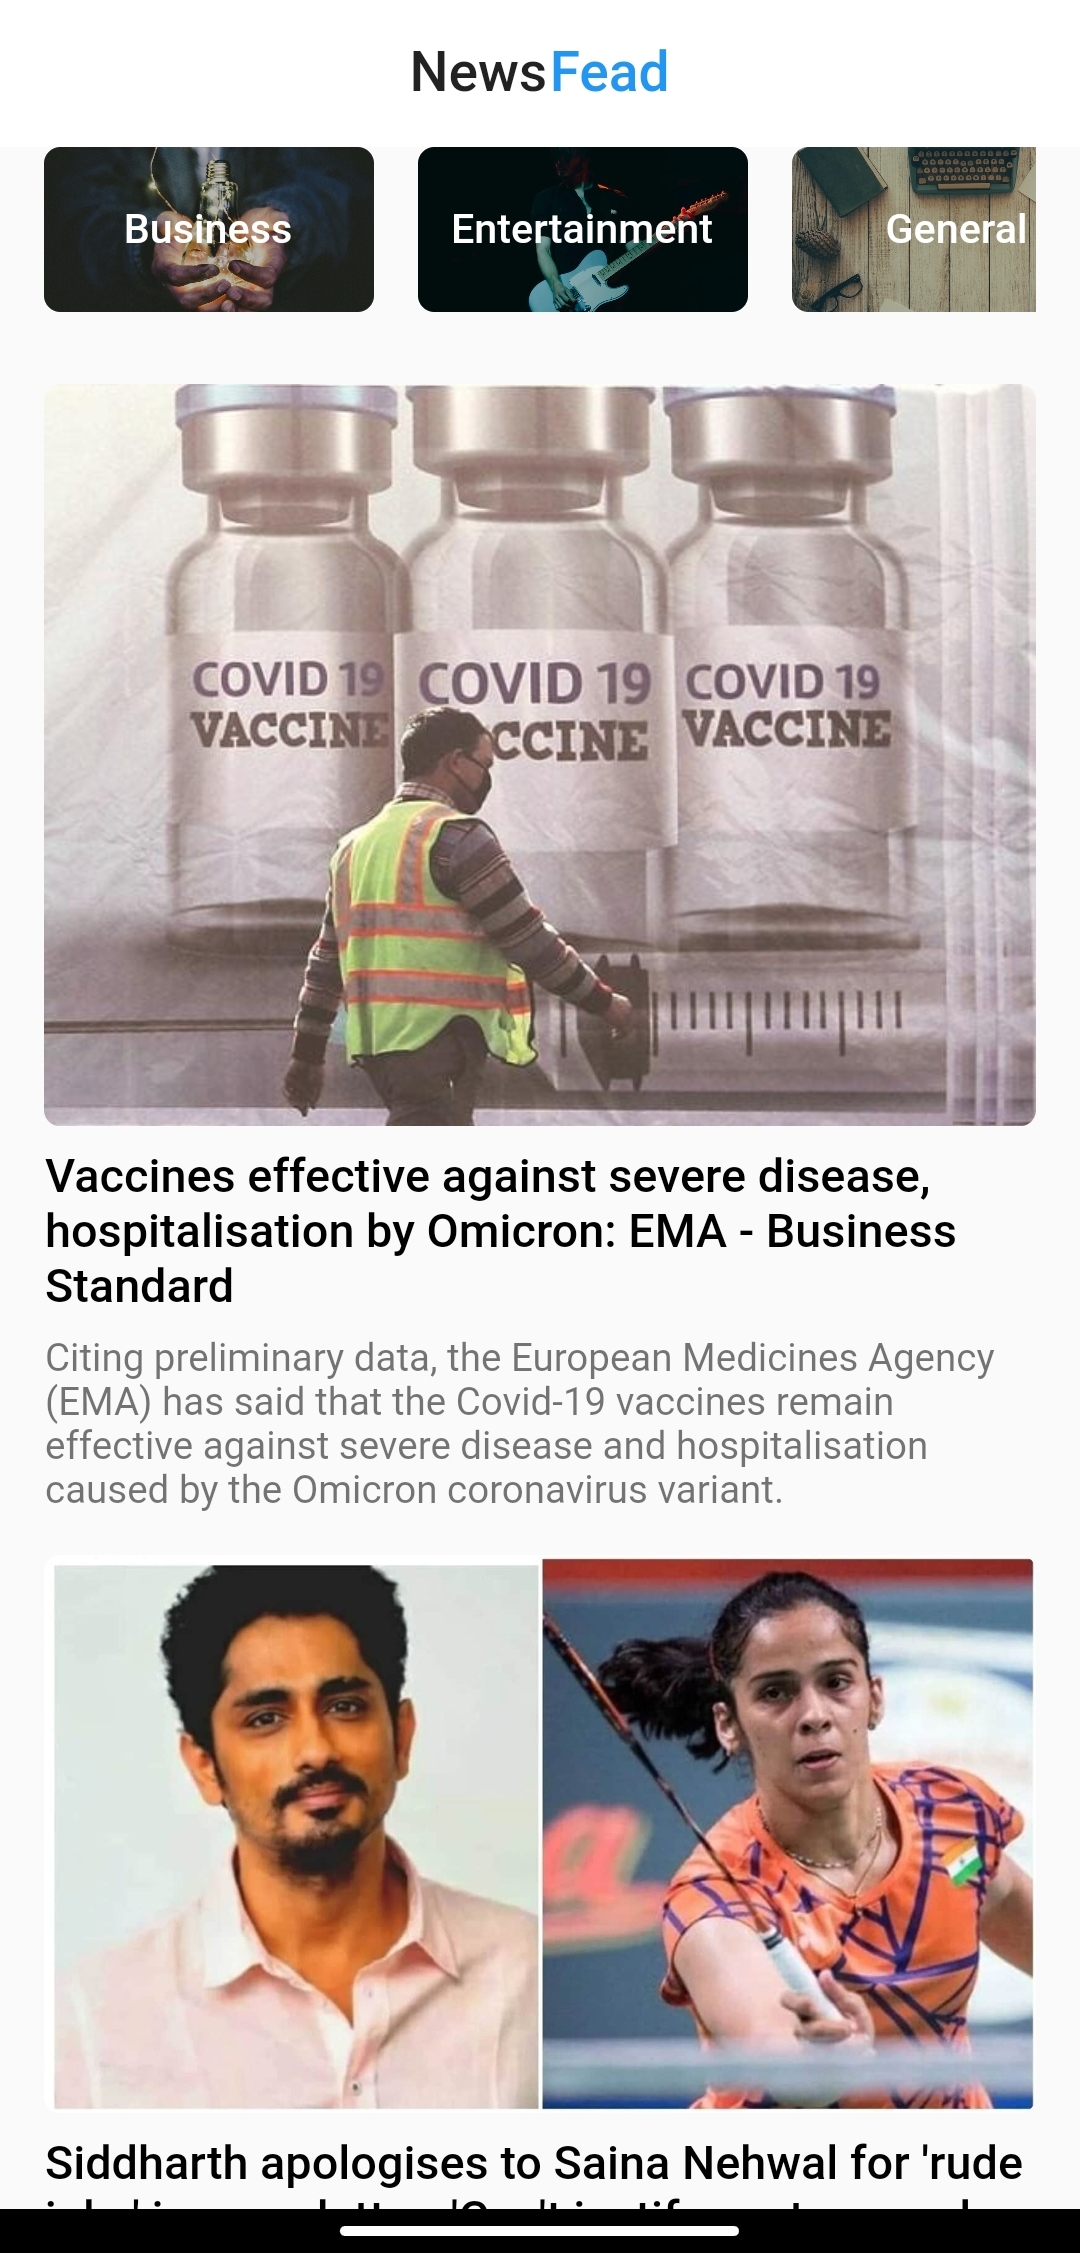 NewsFead
Business
Entertainment
General
COVID 19
VACCINE
COVID 19
CCINE
COVID 19
VACCINE
Vaccines effective against severe disease,
hospitalisation by Omicron: EMA - Business
Standard
Citing preliminary data, the European Medicines Agency
(EMA) has said that the Covid-19 vaccines remain
effective against severe disease and hospitalisation
caused by the Omicron coronavirus variant.
a
Siddharth apologises to Saina Nehwal for 'rude